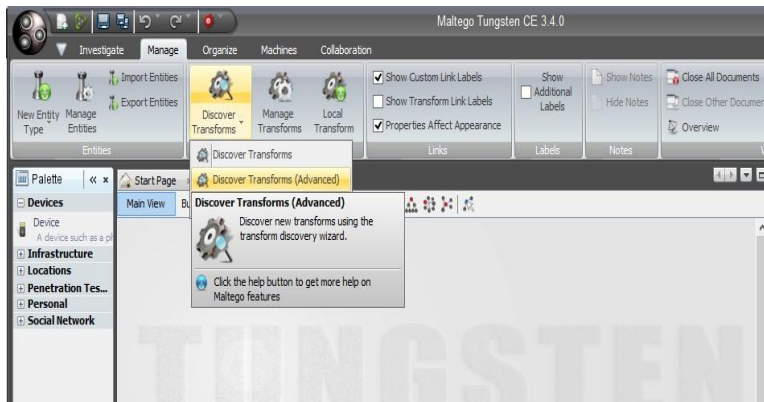 Maltego Tungsten CE 3.4.0
Investigate Manage Organize Machines Collaboration
New Entity Type
Manage Entities
Import Entities
Export Entities
Entities
Discover Transforms
Manage Transforms
Local Transform
Show Custom Link Labels
Show Transform Link Labels
Properties Affect Appearance
Links
Show Additional Labels
Labels
Show Notes
Hide Notes
Notes
Close All Documents
Close Other Documen
Overview
Discover Transforms
Discover Transforms (Advanced)
Discover Transforms (Advanced)
Discover new transforms using the
transform discovery wizard.
Click the help button to get more help on
Maltego features
Palette
Start Page
Main View Bu
Devices
Device
A device such as a ph
Infrastructure
Locations
Penetration Tes...
Personal
Social Network
TUNGSTEN